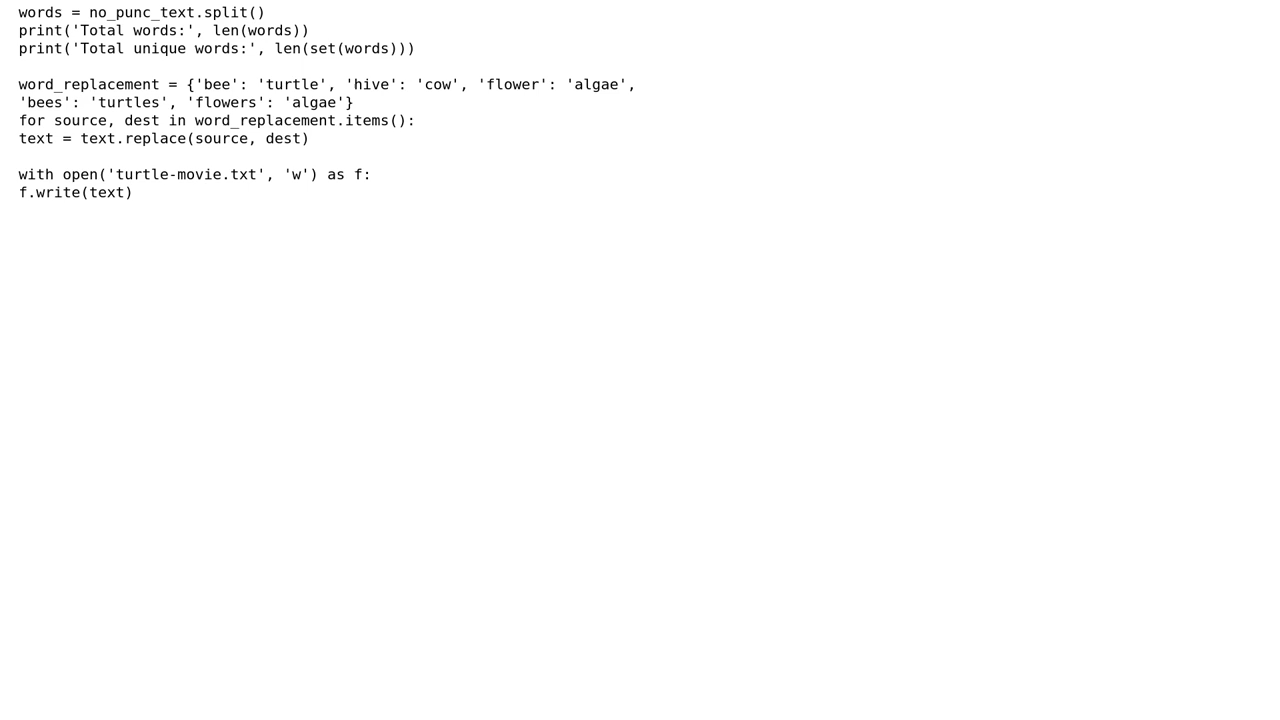 words = no_punc_text.split()
print('Total words:', len(words))
print('Total unique words:', len(set(words)))

word_replacement = {'bee': 'turtle', 'hive': 'cow', 'flower': 'algae',
'bees': 'turtles', 'flowers': 'algae'}
for source, dest in word_replacement.items():
text = text.replace(source, dest)

with open('turtle-movie.txt', 'w') as f:
f.write(text)